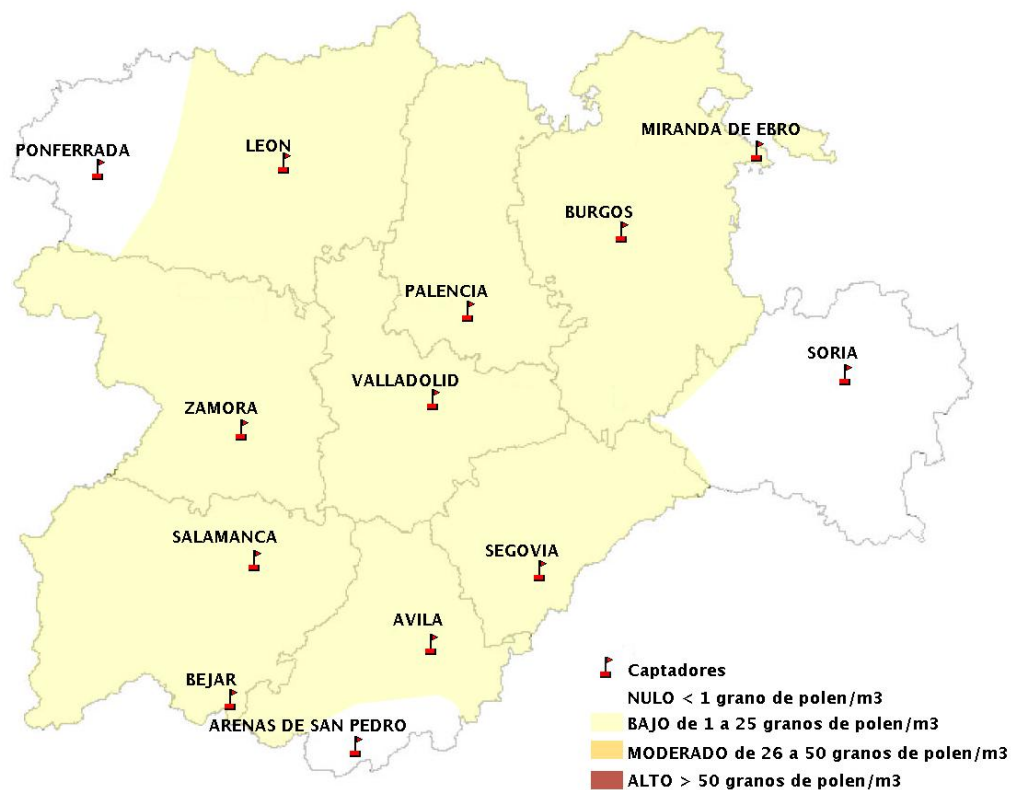 MIRANDA DE EBRO
PONFERRADA
LEON
BURGOS
PALENCIA
SORIA
VALLADOLID
ZAMORA
SALAMANCA
SEGOVIA
AVILA
BEJAR
ARENAS DE SAN PEDRO
Captadores
NULO < 1 grano de polen/m3
BAJO de 1 a 25 granos de polen/m3
MODERADO de 26 a 50 granos de polen/m3
ALTO > 50 granos de polen/m3